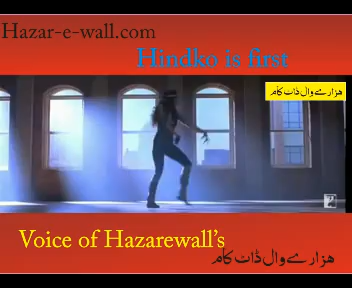 Hazar-e-wall.com
Hindko is first
ہزارے وال ڈاٹ کام
Voice of Hazarewall's
ہزارے وال ڈاٹ کام